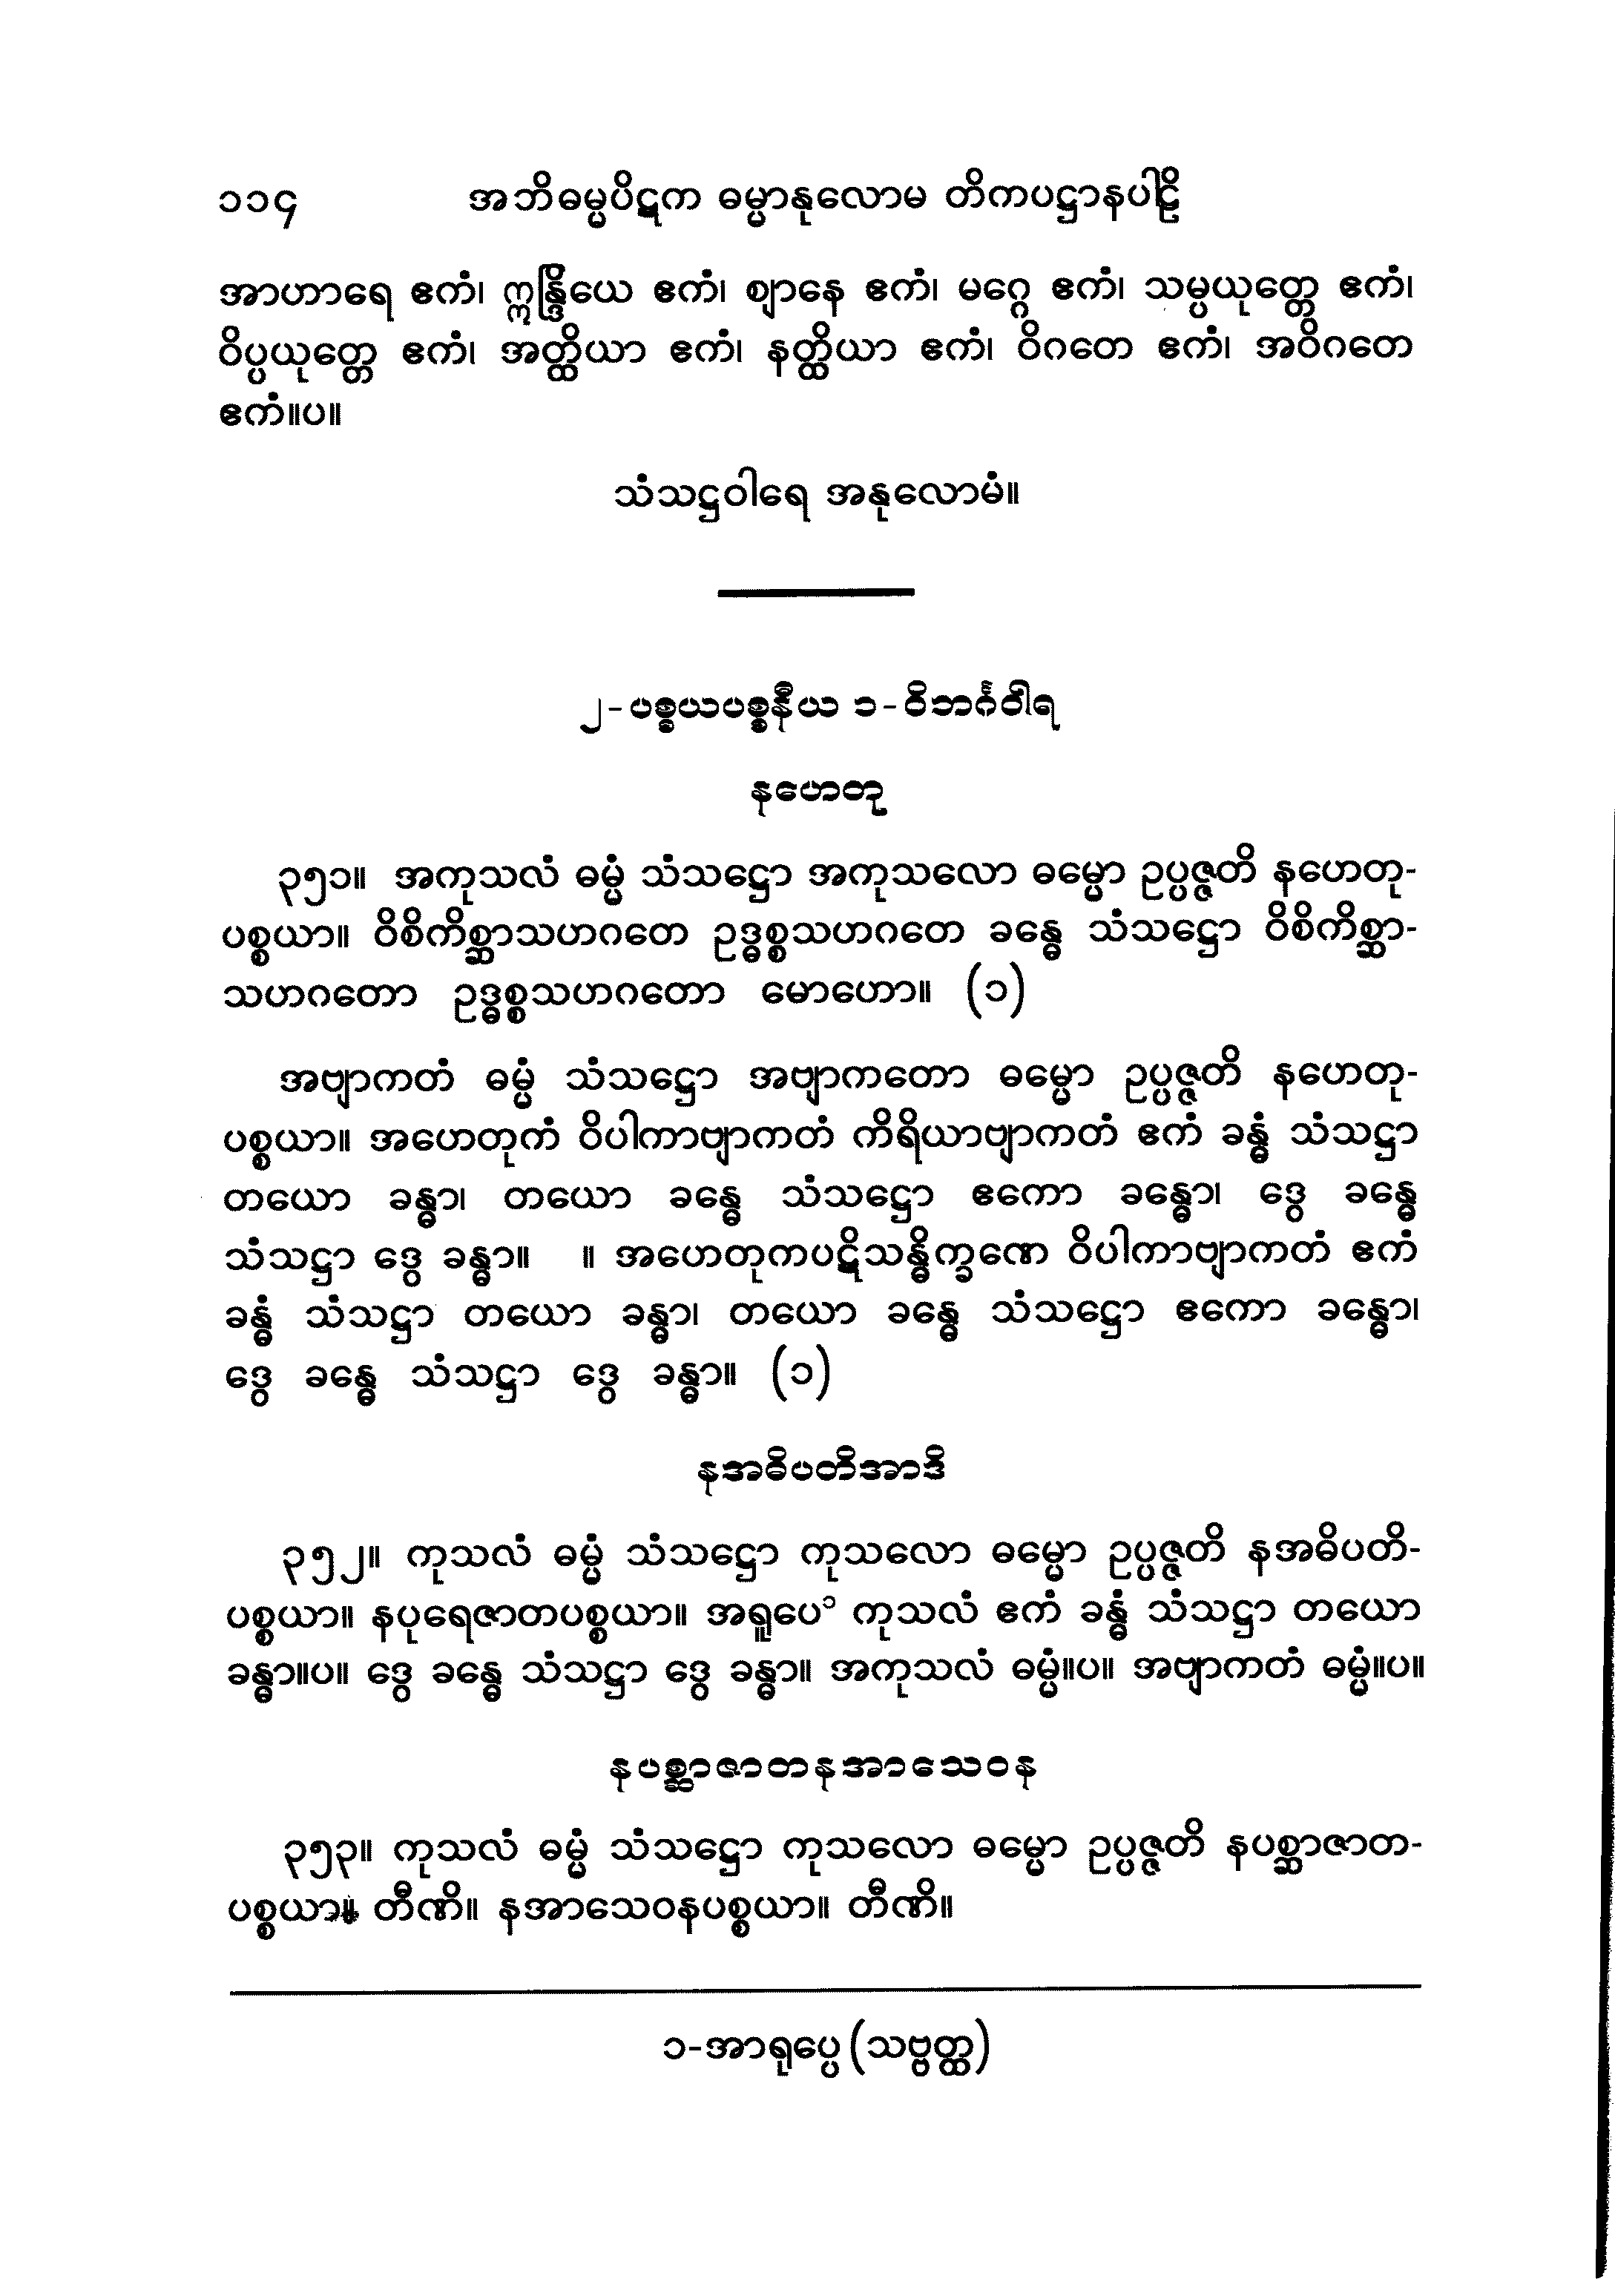 ၁၁၄ အဘိဓမ္မပိဋက ဓမ္မာနုလောမ တိကပဋ္ဌာနပါဠိ
အာဟာရေ ဧကံ၊ ဣန္ဒြိယေ ဧကံ၊ ဈာနေ ဧကံ၊ မဂ္ဂေ ဧကံ၊ သမ္ပယုတ္တေ ဧကံ၊
ဝိပ္ပယုတ္တေ ဧကံ၊ အတ္ထိယာ ဧကံ၊ နတ္ထိယာ ဧကံ၊ ဝိဂတေ ဧကံ၊ အဝိဂတေ
ဧကံ။ပ။
သံသဋ္ဌဝါရေ အနုလောမံ။
၂-ပစ္စယပစ္စနီယ ၁-ဝိဘင်္ဂဝါရ
နဟေတု
၃၅၁။ အကုသလံ ဓမ္မံ သံသဋ္ဌော အကုသလော ဓမ္မော ဥပ္ပဇ္ဇတိ နဟေတု-
ပစ္စယာ။ ဝိစိကိစ္ဆာသဟဂတေ ဥဒ္ဓစ္စသဟဂတေ ခန္ဓေ သံသဋ္ဌော ဝိစိကိစ္ဆာ-
သဟဂတော ဥဒ္ဓစ္စသဟဂတော မောဟော။ (၁)
အဗျာကတံ ဓမ္မံ သံသဋ္ဌော အဗျာကတော ဓမ္မော ဥပ္ပဇ္ဇတိ နဟေတု-
ပစ္စယာ။ အဟေတုကံ ဝိပါကာဗျာကတံ ကိရိယာဗျာကတံ ဧကံ ခန္ဓံ သံသဋ္ဌာ
တယော ခန္ဓာ၊ တယော ခန္ဓေ သံသဋ္ဌော ဧကော ခန္ဓော၊ ဒွေ ခန္ဓေ
သံသဋ္ဌာ ဒွေ ခန္ဓာ။ ။ အဟေတုကပဋိသန္ဓိက္ခဏေ ဝိပါကာဗျာကတံ ဧကံ
ခန္ဓံ သံသဋ္ဌာ တယော ခန္ဓာ၊ တယော ခန္ဓေ သံသဋ္ဌော ဧကော ခန္ဓော၊
ဒွေ ခန္ဓေ သံသဋ္ဌာ ဒွေ ခန္ဓာ။ (၁)
နအဓိပတိအာဒိ
၃၅၂။ ကုသလံ ဓမ္မံ သံသဋ္ဌော ကုသလော ဓမ္မော ဥပ္ပဇ္ဇတိ နအဓိပတိ-
ပစ္စယာ။ နပုရေဇာတပစ္စယာ။ အရူပေ၁ ကုသလံ ဧကံ ခန္ဓံ သံသဋ္ဌာ တယော
ခန္ဓာ။ပ။ ဒွေ ခန္ဓေ သံသဋ္ဌာ ဒွေ ခန္ဓာ။ အကုသလံ ဓမ္မံ။ပ။ အဗျာကတံ ဓမ္မံ။ပ။
နပစ္ဆာဇာတနအာသေဝန
၃၅၃။ ကုသလံ ဓမ္မံ သံသဋ္ဌော ကုသလော ဓမ္မော ဥပ္ပဇ္ဇတိ နပစ္ဆာဇာတ-
ပစ္စယာ။ တီဏိ။ နအာသေဝနပစ္စယာ။ တီဏိ။
၁-အာရုပ္ပေ (သဗ္ဗတ္ထ)